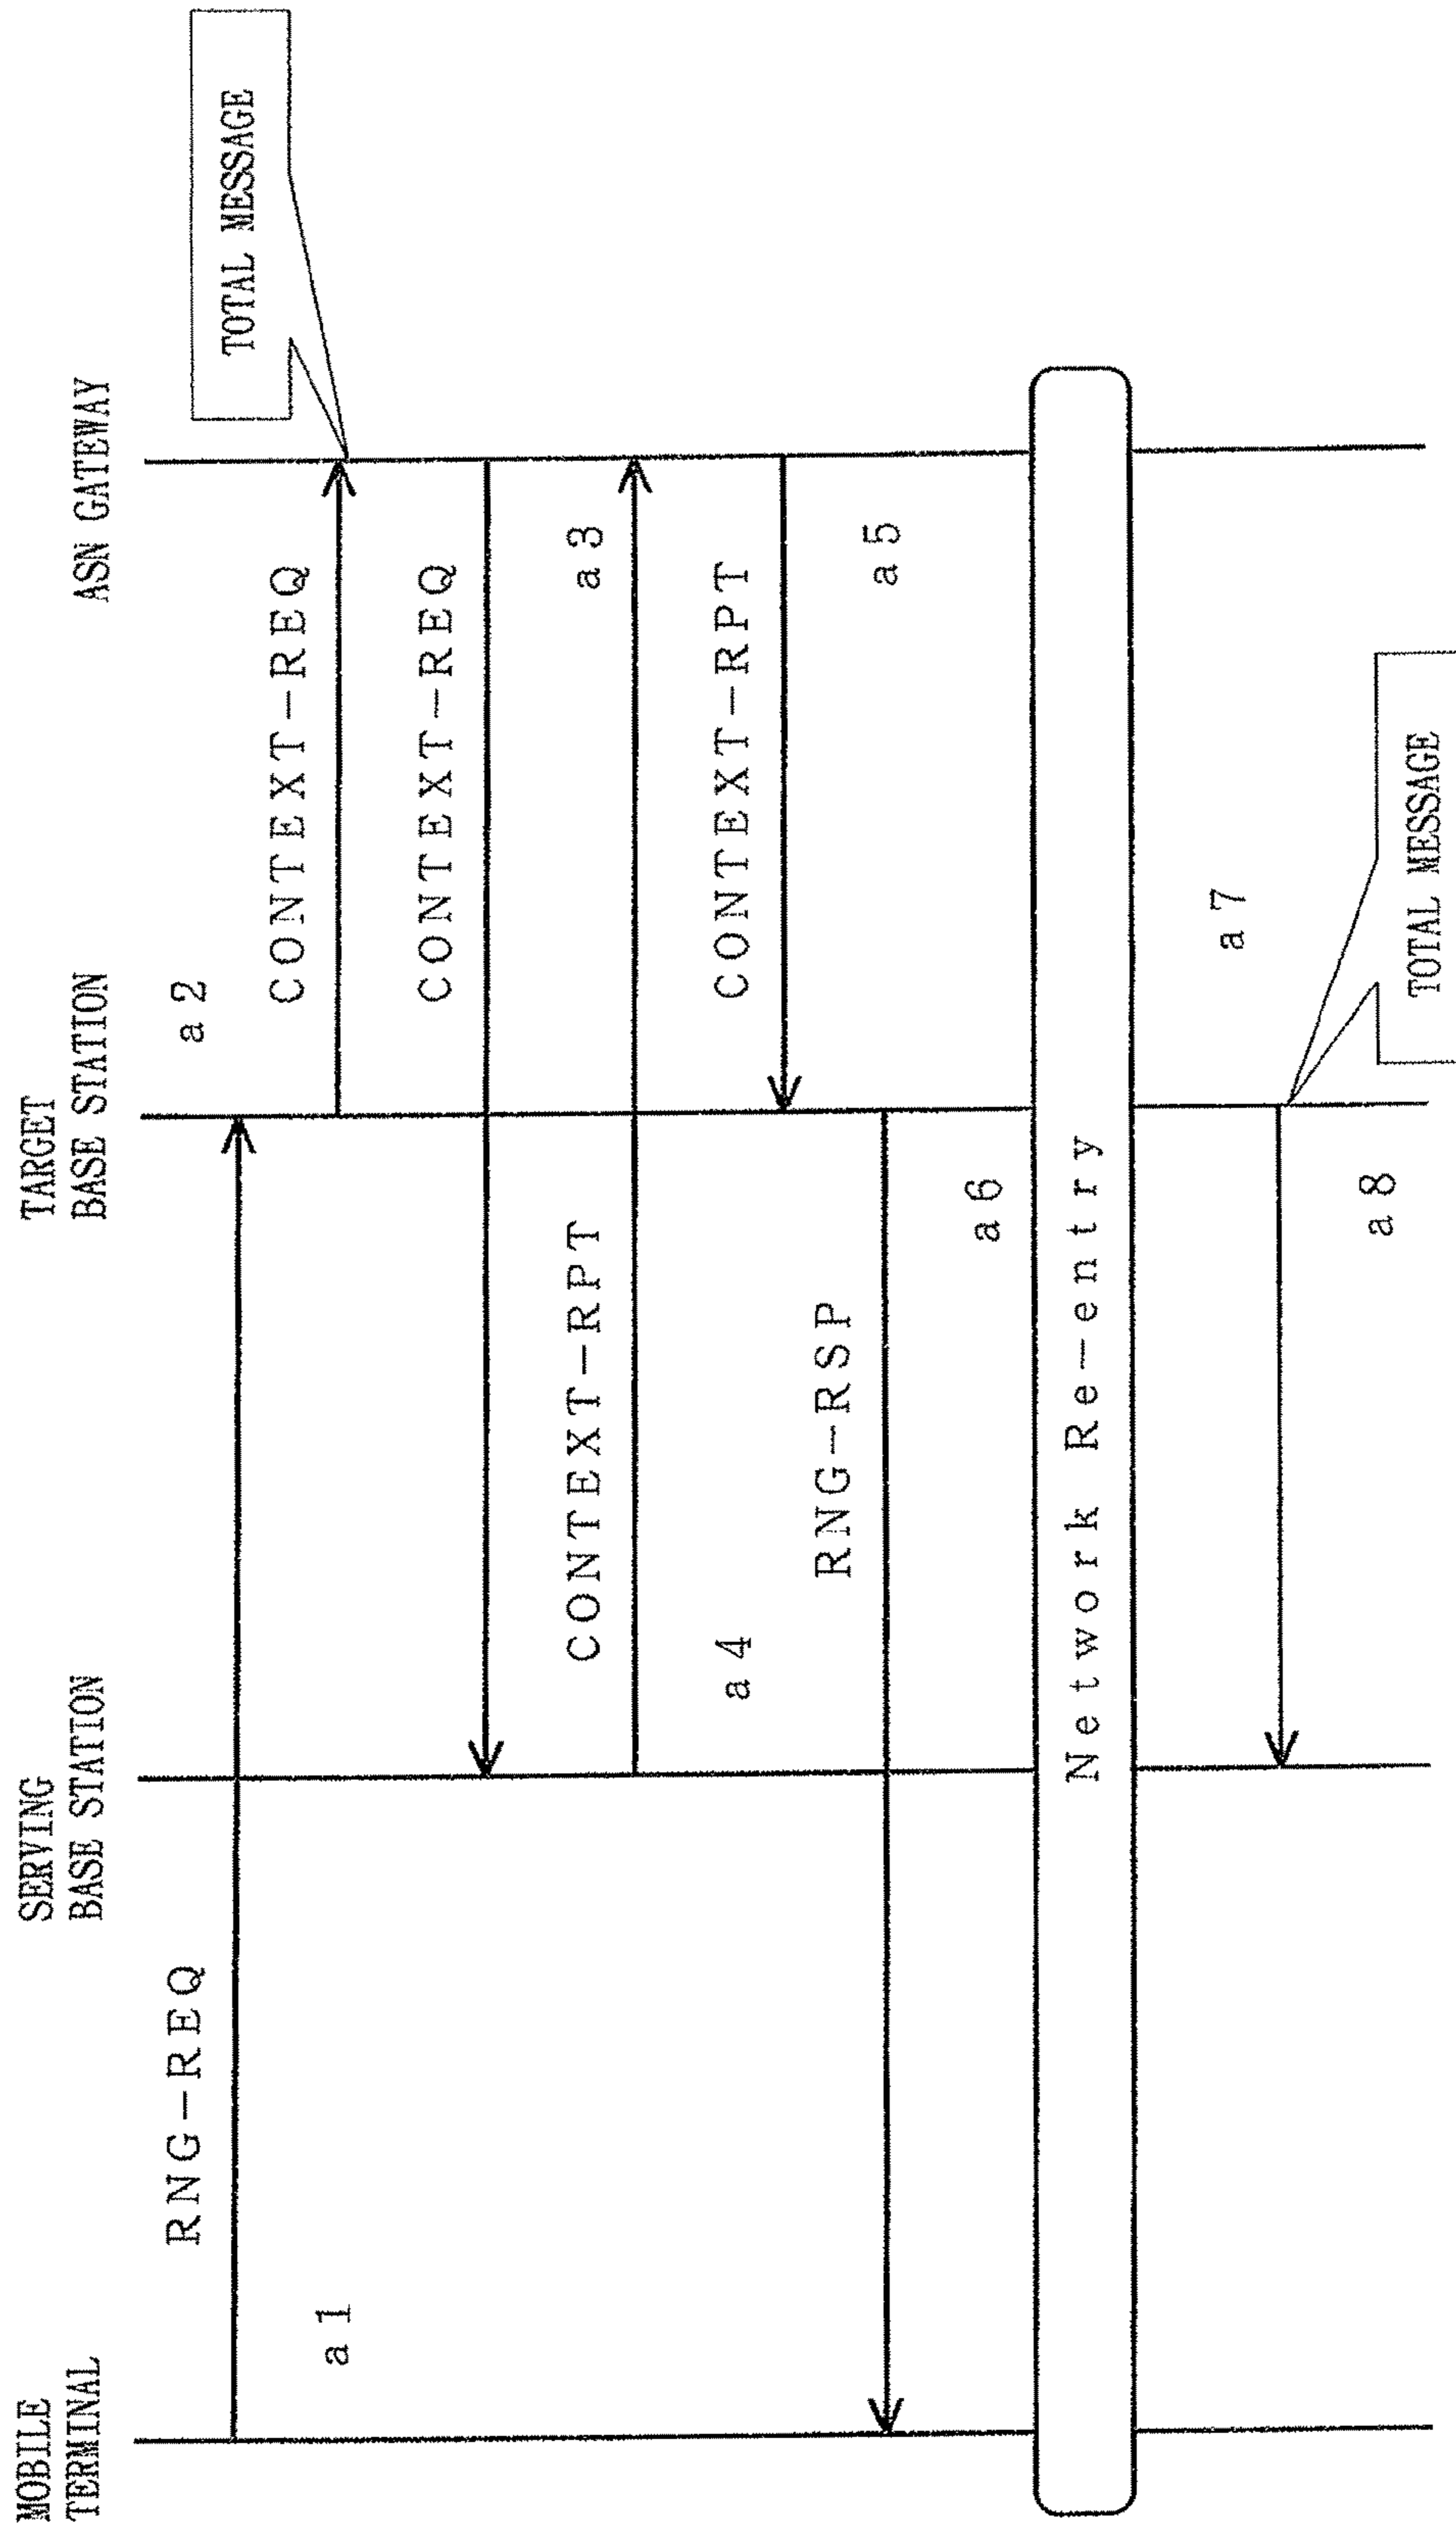 MOBILE
TERMINAL
SERVING
BASE STATION
TARGET
BASE STATION
ASN GATEWAY
RNG-REQ
a1
a2
CONTEXT-REQ
TOTAL MESSAGE
CONTEXT-REQ
a3
CONTEXT-RPT
a4
CONTEXT-RPT
a5
RNG-RSP
a6
Network Re-entry
a7
TOTAL MESSAGE
a8